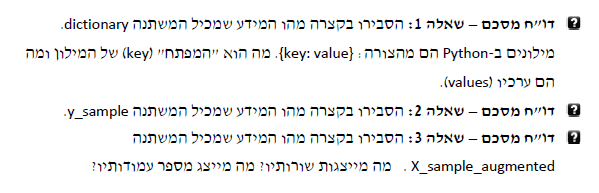 דו״ח מסכם – שאלה 1: הסבירו בקצרה מהו המידע שמכיל המשתנה dictionary.
מילונים ב-Python הם מהצורה: {key: value}. מה הוא ״המפתח״ (key) של המילון ומה
הם ערכיו (values).
דו״ח מסכם – שאלה 2: הסבירו בקצרה מהו המידע שמכיל המשתנה y_sample.
דו״ח מסכם – שאלה 3: הסבירו בקצרה מהו המידע שמכיל המשתנה
X_sample_augmented . מה מייצגות שורותיו? מה מייצג מספר עמודותיו?